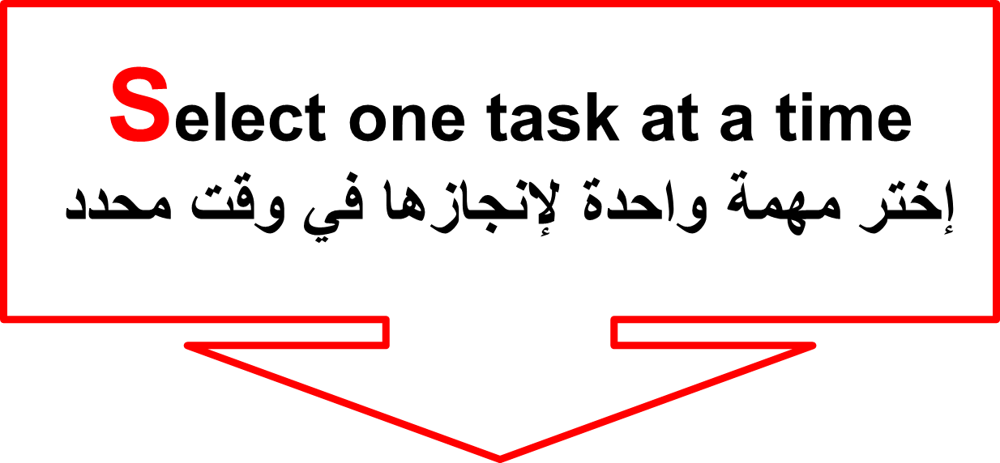 Select one task at a time
إختر مهمة واحدة لإنجازها في وقت محدد